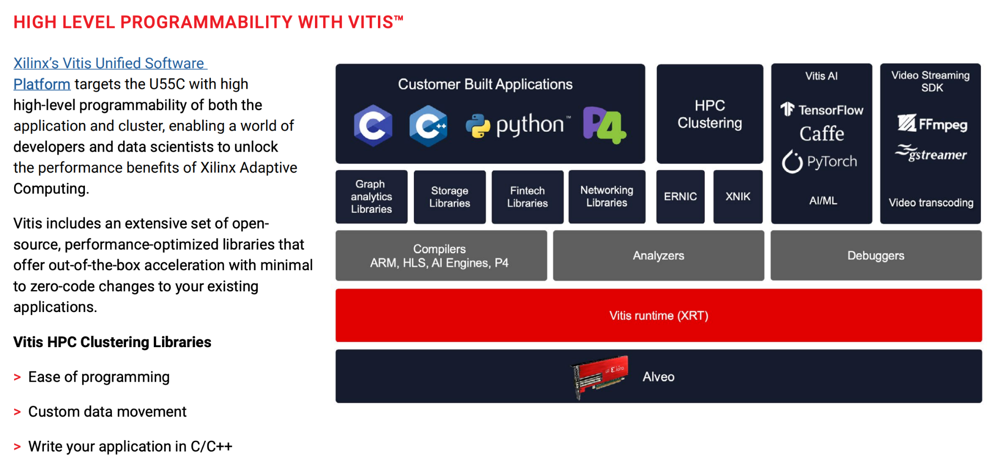 HIGH LEVEL PROGRAMMABILITY WITH VITIS™
Xilinx’s Vitis Unified Software
Platform targets the U55C with high
high-level programmability of both the
application and cluster, enabling a world of
developers and data scientists to unlock
the performance benefits of Xilinx Adaptive
Computing.
Vitis includes an extensive set of open-
source, performance-optimized libraries that
offer out-of-the-box acceleration with minimal
to zero-code changes to your existing
applications.
Vitis HPC Clustering Libraries
> Ease of programming
> Custom data movement
> Write your application in C/C++
Customer Built Applications
C
C++
python™
P4
HPC
Clustering
Vitis AI
TensorFlow
Caffe
PyTorch
AI/ML
Video Streaming
SDK
FFmpeg
gstreamer
Video transcoding
Graph
analytics
Libraries
Storage
Libraries
Fintech
Libraries
Networking
Libraries
ERNIC
XNIK
Compilers
ARM, HLS, AI Engines, P4
Analyzers
Debuggers
Vitis runtime (XRT)
Alveo